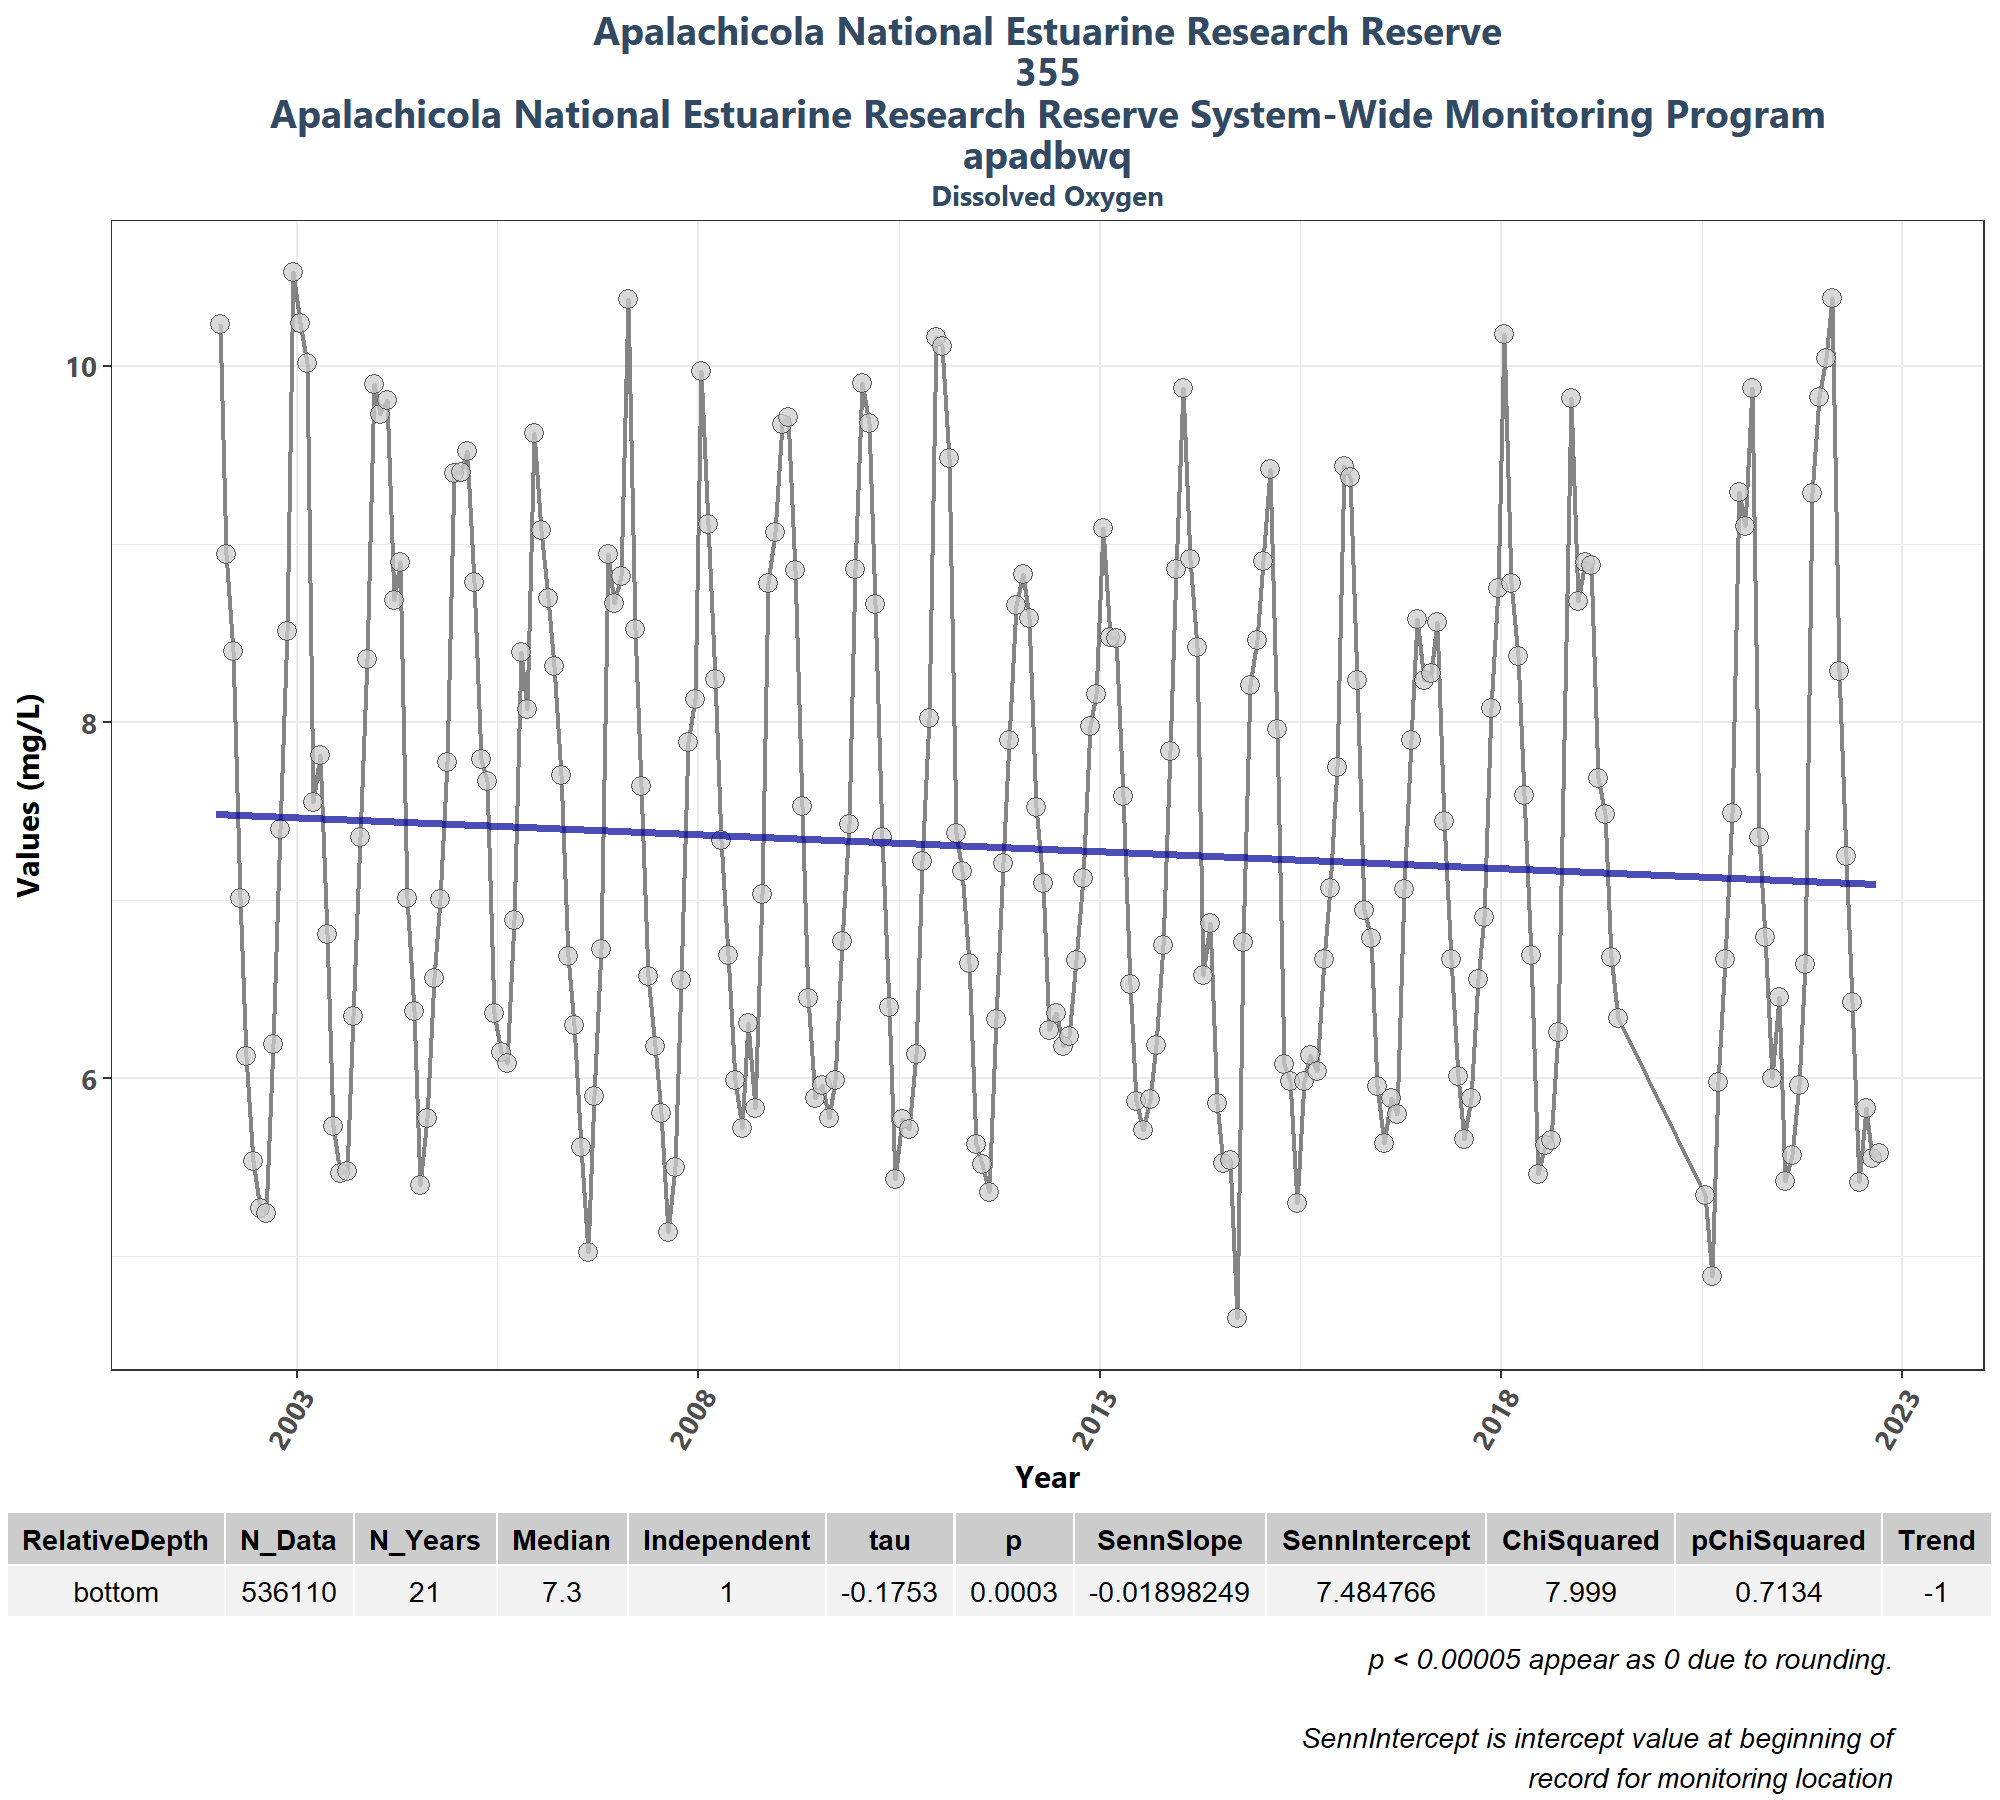 Apalachicola National Estuarine Research Reserve
355
Apalachicola National Estuarine Research Reserve System-Wide Monitoring Program
apadbwq
Dissolved Oxygen
Values (mg/L)
10
8
6
2003 2008 2013 2018 2023
Year
RelativeDepth N_Data N_Years Median Independent tau p SennSlope SennIntercept ChiSquared pChiSquared Trend
bottom 536110 21 7.3 1 -0.1753 0.0003 -0.01898249 7.484766 7.999 0.7134 -1
p < 0.00005 appear as 0 due to rounding.
SennIntercept is intercept value at beginning of
record for monitoring location